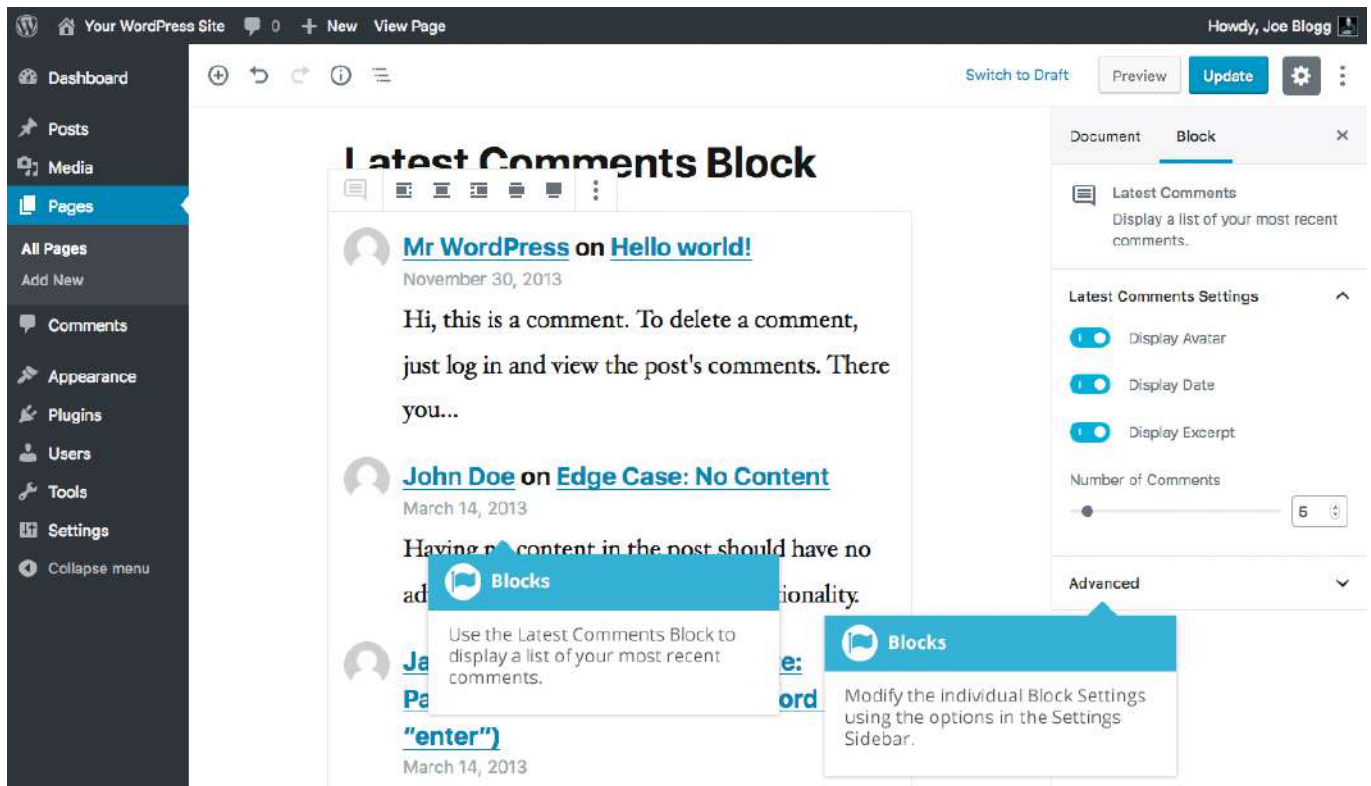 Your WordPress Site 0 New View Page Howdy, Joe Blogg
Dashboard
Posts
Media
Pages
All Pages
Add New
Comments
Appearance
Plugins
Users
Tools
Settings
Collapse menu
Switch to Draft Preview Update
Latest Comments Block
Mr WordPress on Hello world!
November 30, 2013
Hi, this is a comment. To delete a comment,
just log in and view the post's comments. There
you...
John Doe on Edge Case: No Content
March 14, 2013
Having no content in the post should have no
ad ionality.
Blocks
Use the Latest Comments Block to
display a list of your most recent
comments.
Ja e:
Pa ord
"enter")
March 14, 2013
Document Block
Latest Comments
Display a list of your most recent
comments.
Latest Comments Settings
Display Avatar
Display Date
Display Excerpt
Number of Comments
5
Advanced
Blocks
Modify the individual Block Settings
using the options in the Settings
Sidebar.